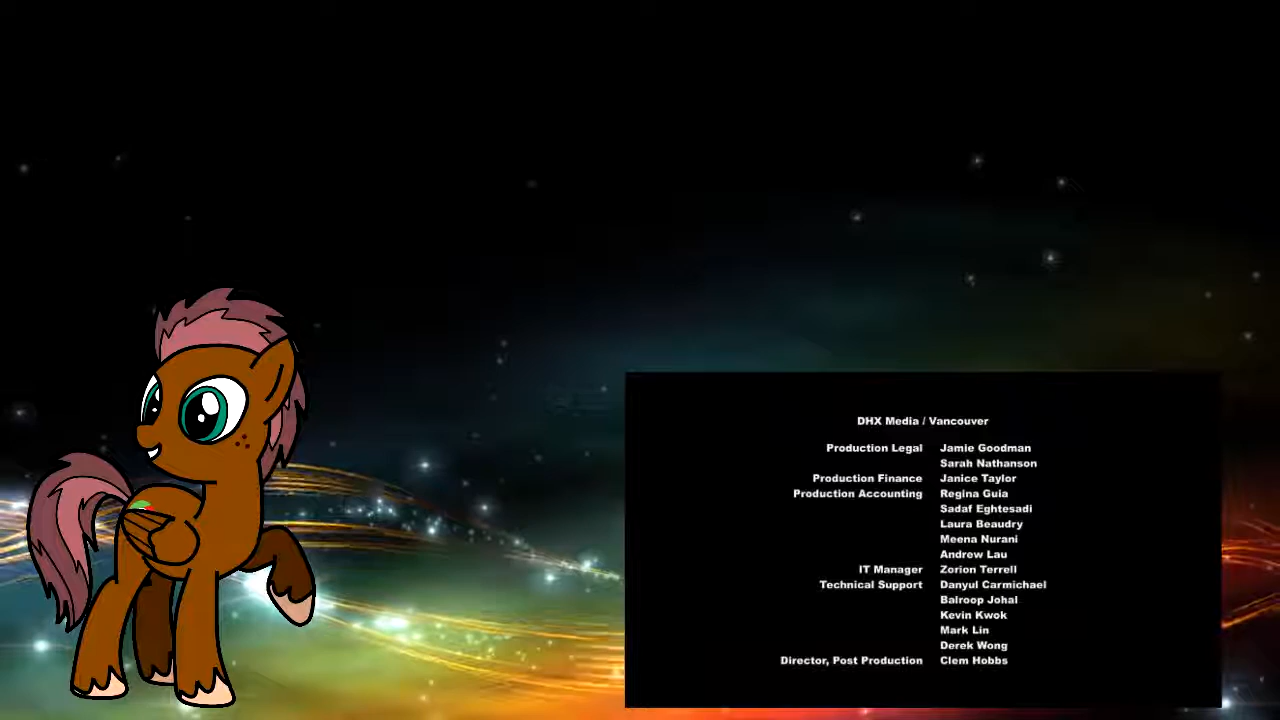 DHX Media / Vancouver
Production Legal Jamie Goodman
Sarah Nathanson
Production Finance Janice Taylor
Production Accounting Regina Guia
Sadaf Eghtesadi
Laura Beaudry
Meena Nurani
Andrew Lau
IT Manager Zorion Terrell
Technical Support Danyul Carmichael
Balroop Johal
Kevin Kwok
Mark Lin
Derek Wong
Director, Post Production Clem Hobbs